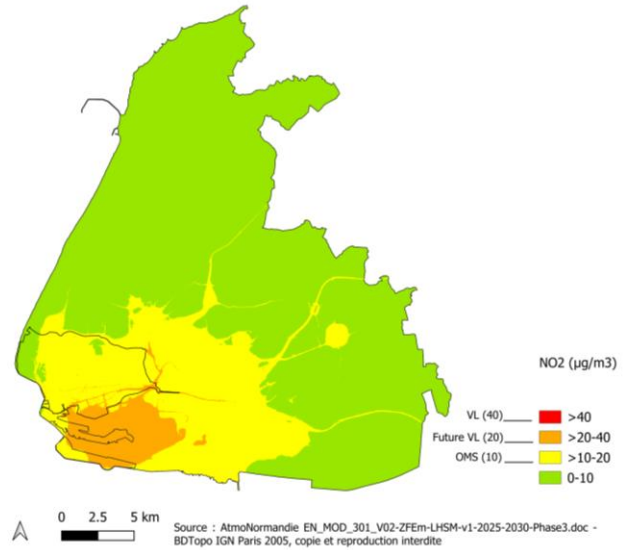 NO2 (µg/m3)
VL (40) >40
Future VL (20) >20-40
OMS (10) >10-20
0-10
0 2.5 5 km
Source : AtmoNormandie EN_MOD_301_V02-ZFEm-LHSM-v1-2025-2030-Phase3.doc -
BDTopo IGN Paris 2005, copie et reproduction interdite